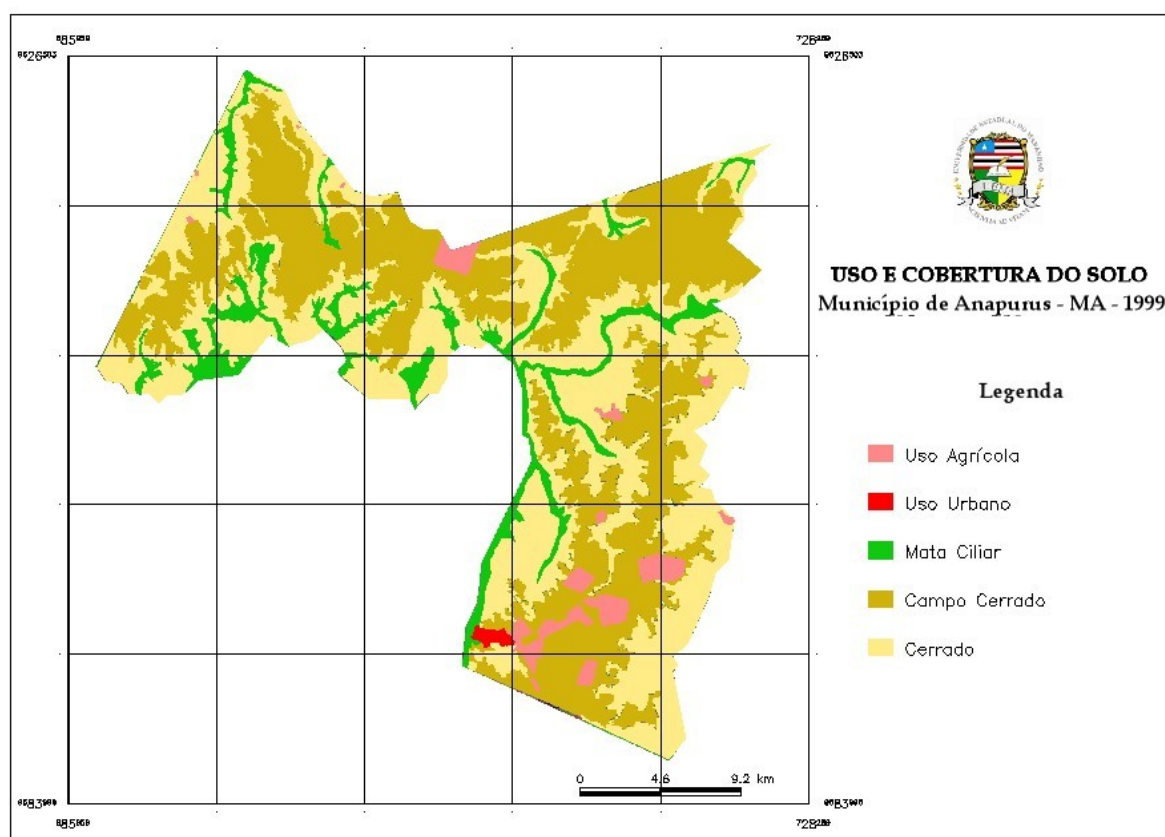 USO E COBERTURA DO SOLO
Município de Anapurus - MA - 1999
Legenda
Uso Agrícola
Uso Urbano
Mata Ciliar
Campo Cerrado
Cerrado
0 4.6 9.2 km